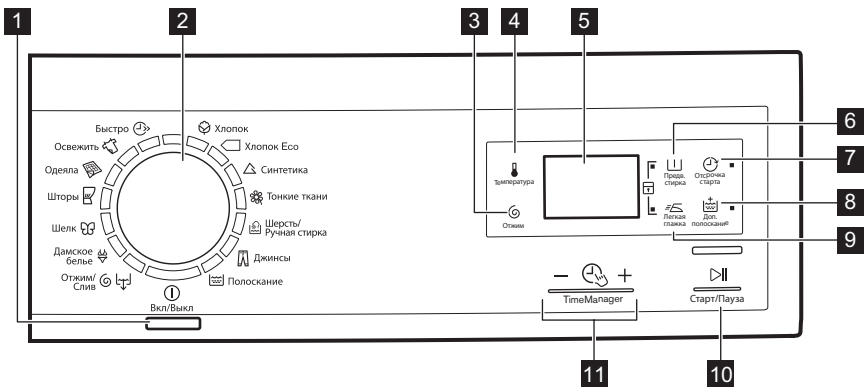 1
2
3
4
5
6
7
8
9
10
11
Быстро
Освежить
Одеяла
Шторы
Шелк
Дамское
белье
Отжим/
Слив
Вкл/Выкл
Хлопок
Хлопок Eco
Синтетика
Тонкие ткани
Шерсть/
Ручная стирка
Джинсы
Полоскание
Температура
Отжим
Предв.
стирка
Отсрочка
старта
Легкая
глажка
Доп.
полоскание
TimeManager
Старт/Пауза